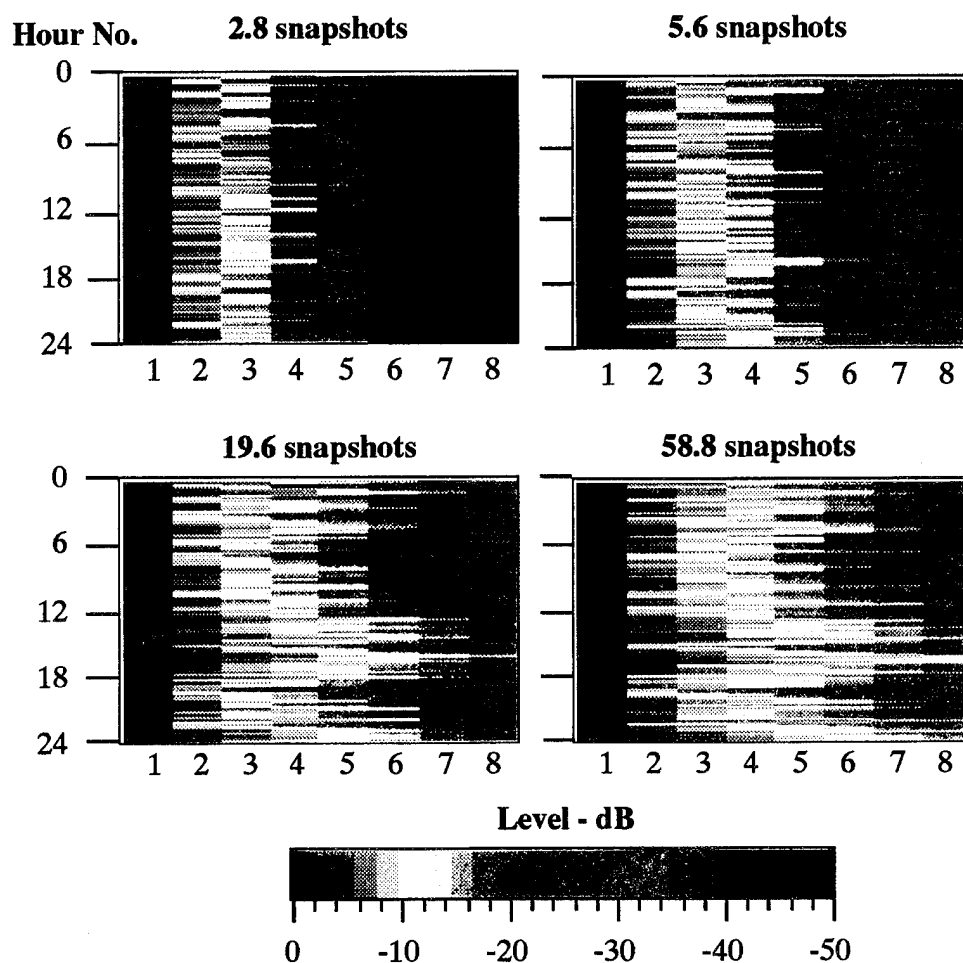 Hour No.
2.8 snapshots
5.6 snapshots
0
6
12
18
24
1 2 3 4 5 6 7 8
1 2 3 4 5 6 7 8
19.6 snapshots
58.8 snapshots
0
6
12
18
24
1 2 3 4 5 6 7 8
1 2 3 4 5 6 7 8
Level - dB
0 -10 -20 -30 -40 -50